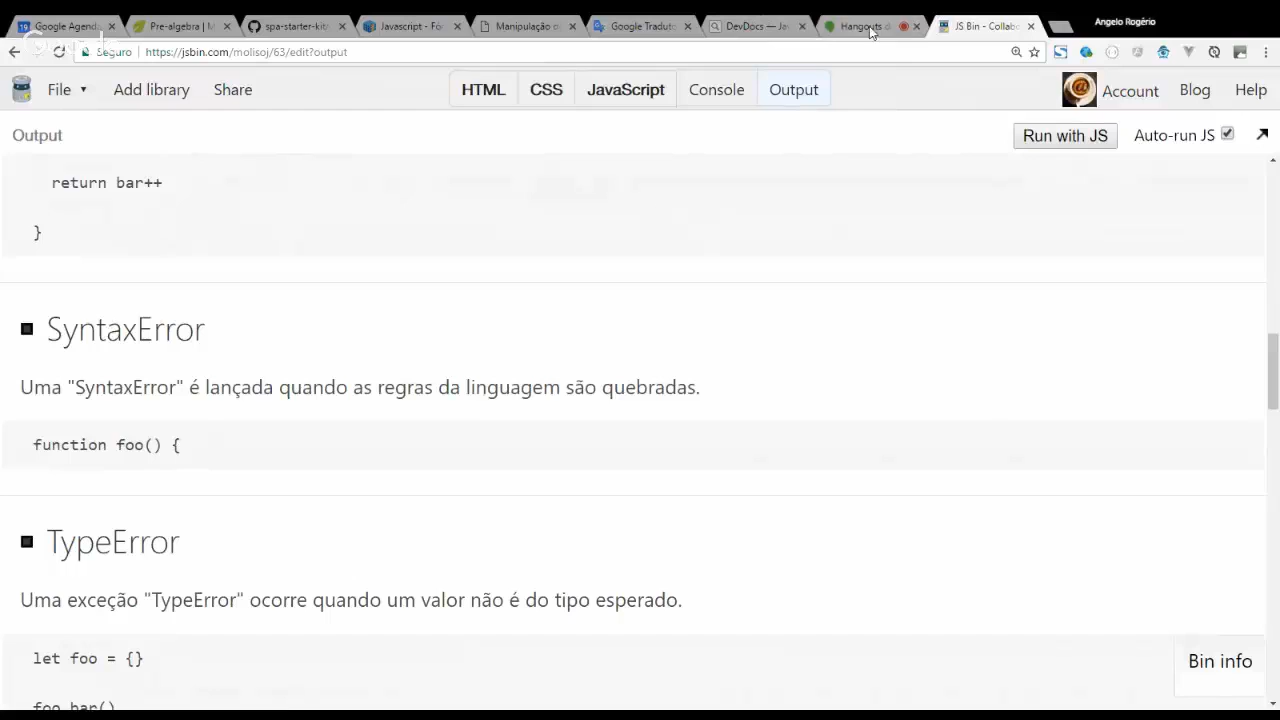 Angelo Rogério
Google Agenda
Pre-algebra | M
spa-starter-kit/
Javascript - Fó
Manipulação o
Google Tradut
DevDocs — Ja
Hangouts d
JS Bin - Collabo
Seguro
https://jsbin.com/molisoj/63/edit?output
File
Add library
Share
HTML
CSS
JavaScript
Console
Output
Account
Blog
Help
Output
Run with JS
Auto-run JS
return bar++
}
SyntaxError
Uma "SyntaxError" é lançada quando as regras da linguagem são quebradas.
function foo() {
TypeError
Uma exceção "TypeError" ocorre quando um valor não é do tipo esperado.
let foo = {}
foo.bar()
Bin info